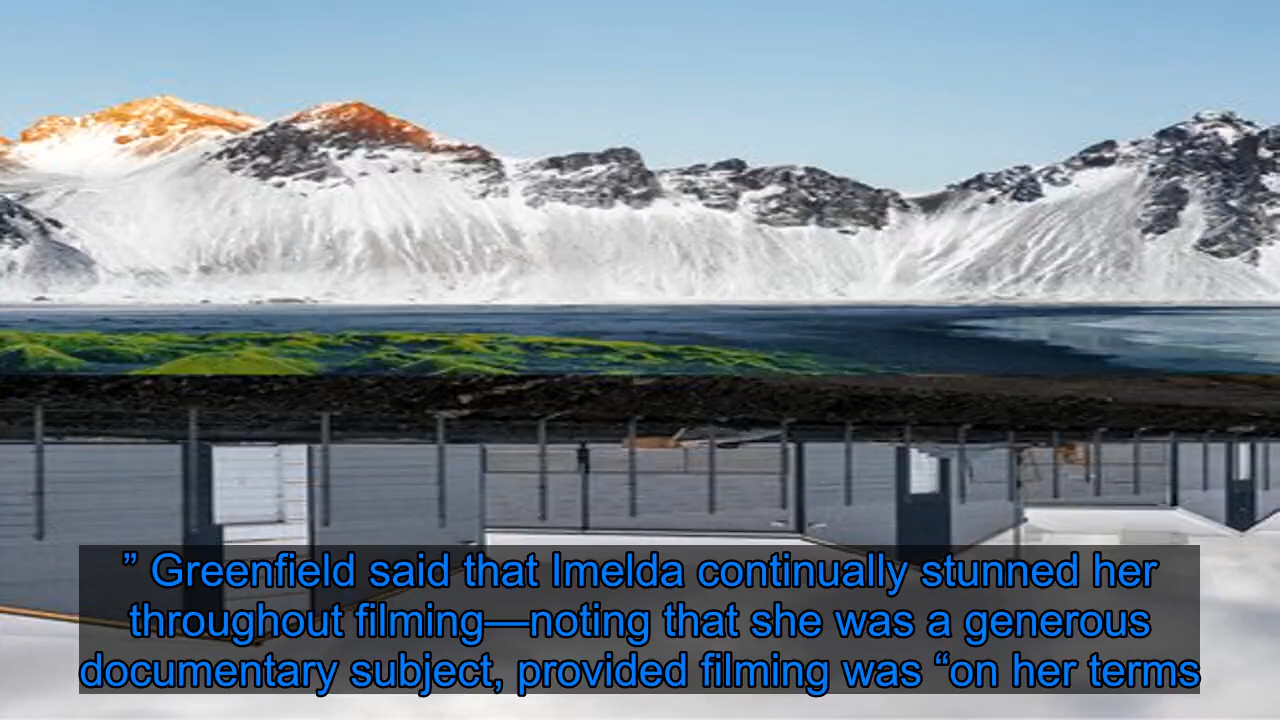 ” Greenfield said that Imelda continually stunned her
throughout filming—noting that she was a generous
documentary subject, provided filming was “on her terms